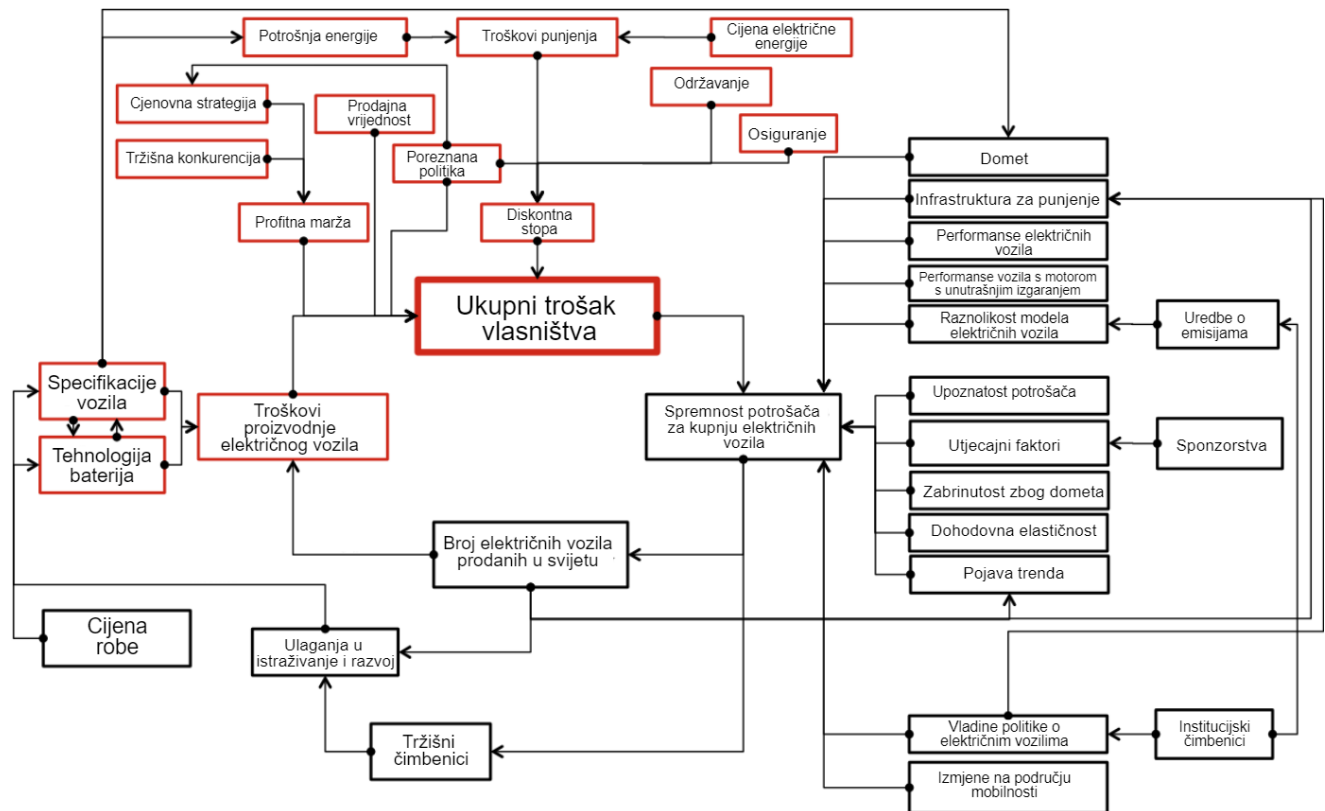 Potrošnja energije
Troškovi punjenja
Cijena električne
energije
Cjenovna strategija
Prodajna
vrijednost
Održavanje
Tržišna konkurencija
Poreznana
politika
Osiguranje
Profitna marža
Diskontna
stopa
Ukupni trošak
vlasništva
Domet
Infrastruktura za punjenje
Performanse električnih
vozila
Performanse vozila s motorom
s unutrašnjim izgaranjem
Raznolikost modela
električnih vozila
Uredbe o
emisijama
Specifikacije
vozila
Tehnologija
baterija
Troškovi
proizvodnje
električnog vozila
Spremnost potrošača
za kupnju električnih
vozila
Upoznatost potrošača
Utjecajni faktori
Sponzorstva
Zabrinutost zbog dometa
Dohodovna elastičnost
Pojava trenda
Broj električnih vozila
prodanih u svijetu
Cijena
robe
Ulaganja u
istraživanje i razvoj
Tržišni
čimbenici
Vladine politike o
električnim vozilima
Institucijski
čimbenici
Izmjene na području
mobilnosti